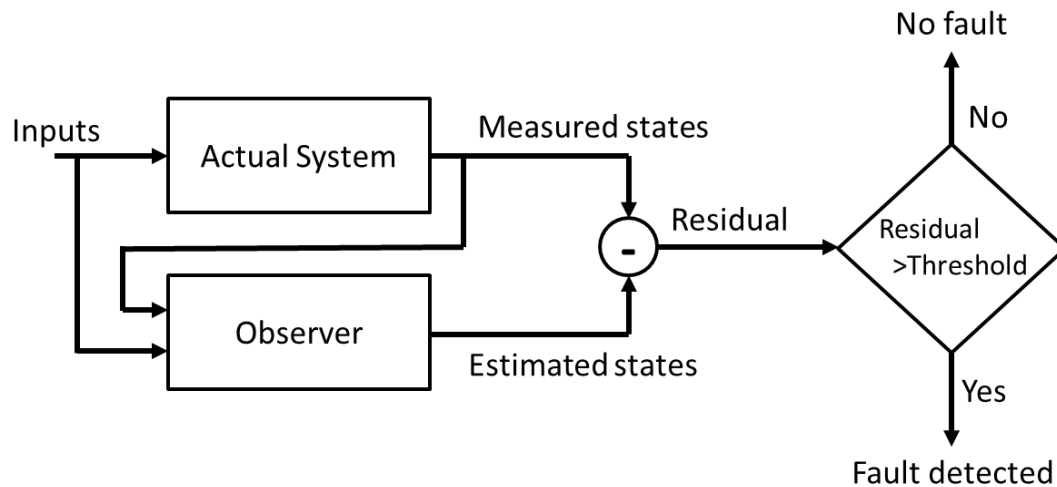 No fault
No
Inputs
Actual System
Measured states
Residual
-
Residual
>Threshold
Observer
Estimated states
Yes
Fault detected